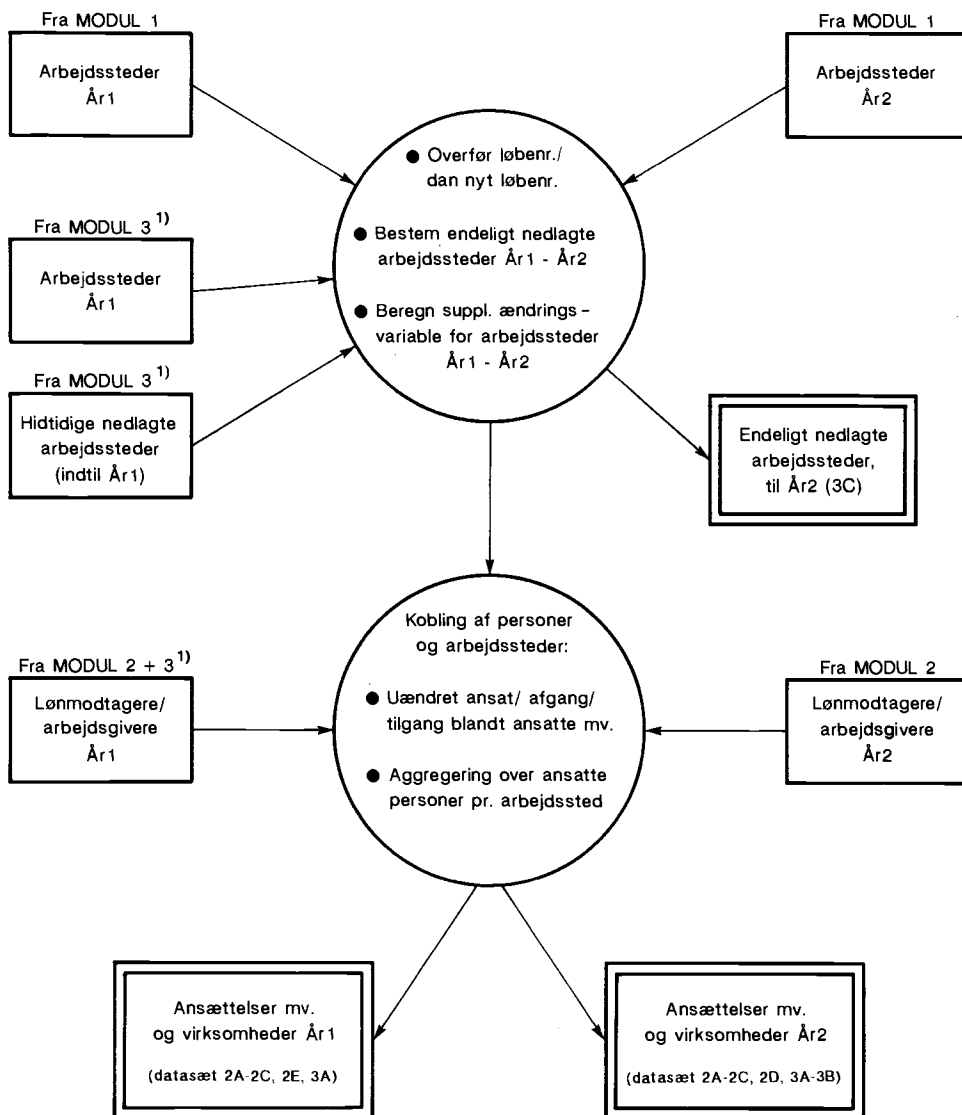 Fra MODUL 1
Arbejdssteder
År1
Fra MODUL 1
Arbejdssteder
År2
● Overfør løbenr./
dan nyt løbenr.
● Bestem endeligt nedlagte
arbejdssteder År1 - År2
● Beregn suppl. ændrings-
variable for arbejdssteder
År1 - År2
Fra MODUL 3 1)
Arbejdssteder
År1
Fra MODUL 3 1)
Hidtidige nedlagte
arbejdssteder
(indtil År1)
Endeligt nedlagte
arbejdssteder,
til År2 (3C)
Kobling af personer
og arbejdssteder:
● Uændret ansat/ afgang/
tilgang blandt ansatte mv.
● Aggregering over ansatte
personer pr. arbejdssted
Fra MODUL 2 + 3 1)
Lønmodtagere/
arbejdsgivere
År1
Fra MODUL 2
Lønmodtagere/
arbejdsgivere
År2
Ansættelser mv.
og virksomheder År1
(datasæt 2A-2C, 2E, 3A)
Ansættelser mv.
og virksomheder År2
(datasæt 2A-2C, 2D, 3A-3B)